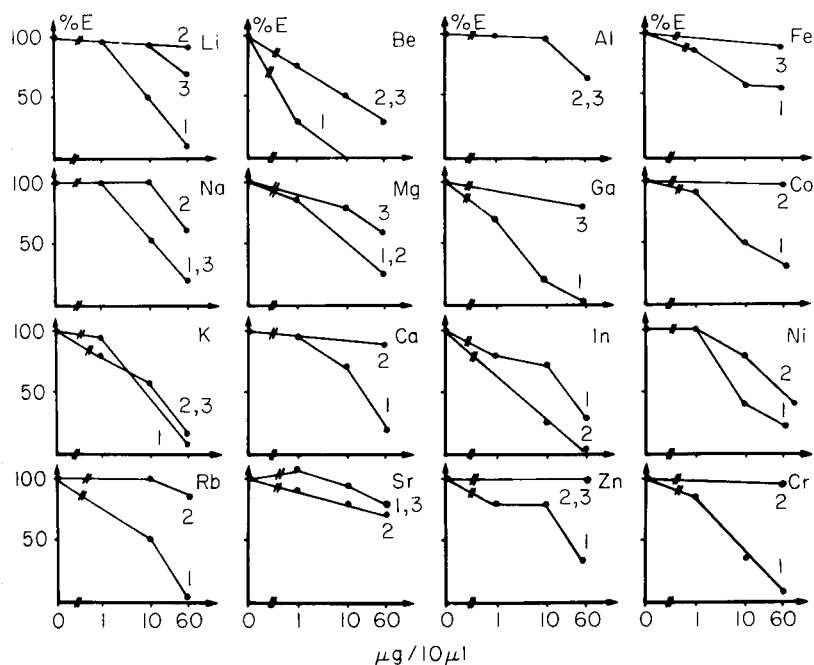 %E %E %E %E
100 2 Li Be Al Fe
3
50 3 2,3 2,3 1
1 1
Na Mg Ga Co
100 2 3 3 2
50 1,3 1,2 1 1
K Ca In Ni
100 2 2
50 2,3 1 1 1
1 2
Rb Sr Zn Cr
100 2 1,3 2,3 2
2
50 1 1 1
0 1 10 60 0 1 10 60 0 1 10 60 0 1 10 60
μg/10μl